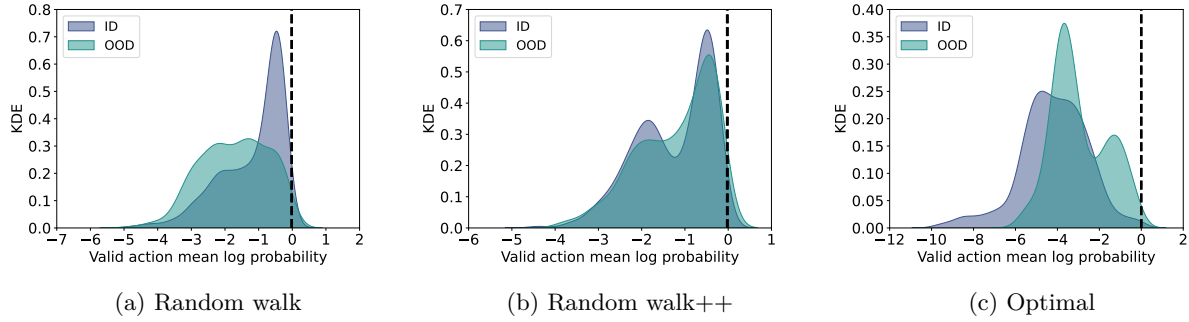 0.8
0.7
0.6
0.5
0.4
0.3
0.2
0.1
0.0
KDE
ID
OOD
−7 −6 −5 −4 −3 −2 −1 0 1 2
Valid action mean log probability
(a) Random walk
0.7
0.6
0.5
0.4
0.3
0.2
0.1
0.0
KDE
ID
OOD
−6 −5 −4 −3 −2 −1 0 1
Valid action mean log probability
(b) Random walk++
0.40
0.35
0.30
0.25
0.20
0.15
0.10
0.05
0.00
KDE
ID
OOD
−12 −10 −8 −6 −4 −2 0 2
Valid action mean log probability
(c) Optimal